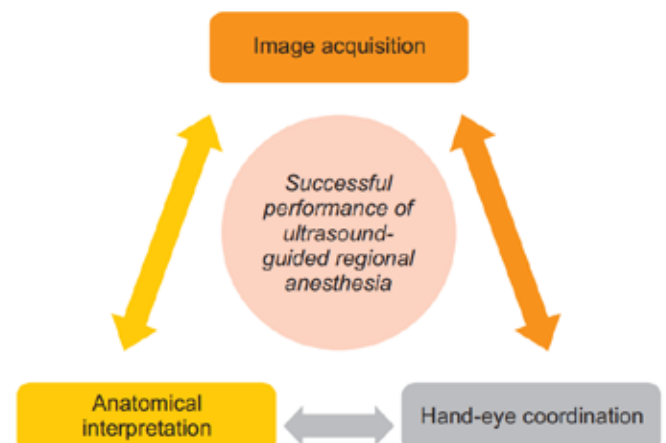 Image acquisition
Successful
performance of
ultrasound-
guided regional
anesthesia
Anatomical
interpretation
Hand-eye coordination